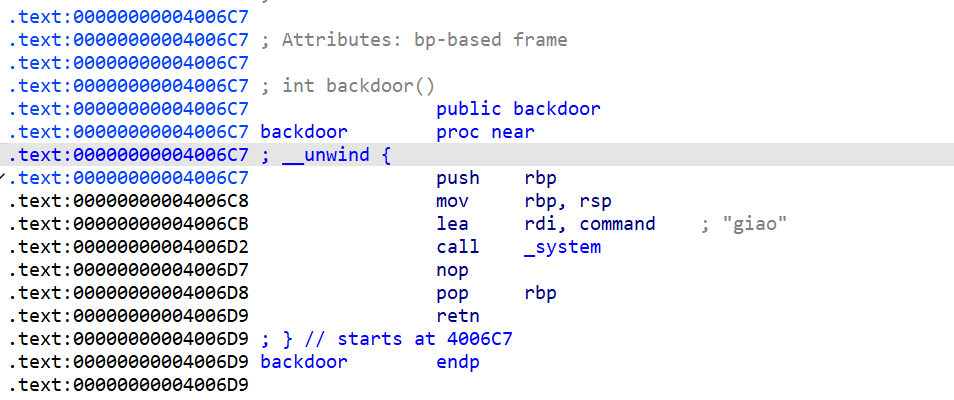 .text:00000000004006C7
.text:00000000004006C7 ; Attributes: bp-based frame
.text:00000000004006C7
.text:00000000004006C7 ; int backdoor()
.text:00000000004006C7 public backdoor
.text:00000000004006C7 backdoor proc near
.text:00000000004006C7 ; __unwind {
.text:00000000004006C7 push rbp
.text:00000000004006C8 mov rbp, rsp
.text:00000000004006CB lea rdi, command ; "giao"
.text:00000000004006D2 call _system
.text:00000000004006D7 nop
.text:00000000004006D8 pop rbp
.text:00000000004006D9 retn
.text:00000000004006D9 ; } // starts at 4006C7
.text:00000000004006D9 backdoor endp
.text:00000000004006D9